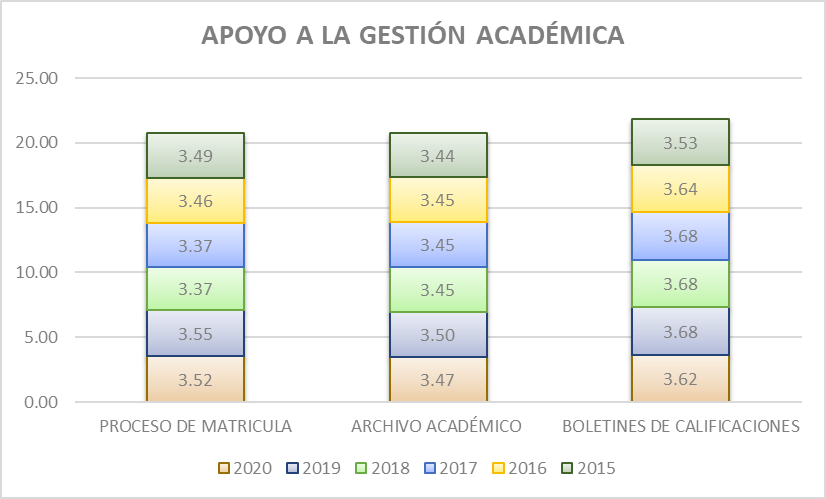 APOYO A LA GESTIÓN ACADÉMICA
25.00
20.00
15.00
10.00
5.00
0.00
3.49 3.44 3.53
3.46 3.45 3.64
3.37 3.45 3.68
3.37 3.45 3.68
3.55 3.50 3.68
3.52 3.47 3.62
PROCESO DE MATRICULA ARCHIVO ACADÉMICO BOLETINES DE CALIFICACIONES
2020 2019 2018 2017 2016 2015